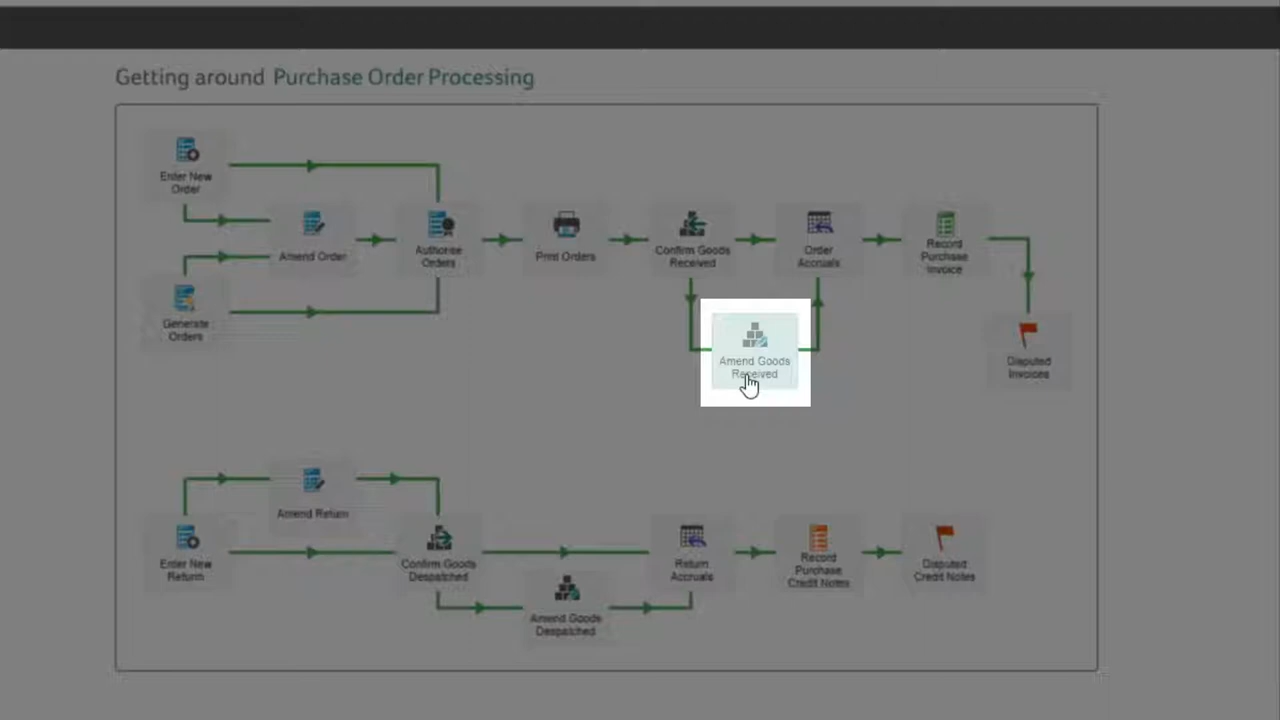 Getting around Purchase Order Processing
Enter New
Order
Amend Order
Authorise
Orders
Print Orders
Confirm Goods
Received
Order
Accruals
Record
Purchase
Invoice
Generate
Orders
Amend Goods
Received
Disputed
Invoices
Amend Return
Enter New
Return
Confirm Goods
Despatched
Return
Accruals
Record
Purchase
Credit Notes
Disputed
Credit Notes
Amend Goods
Despatched